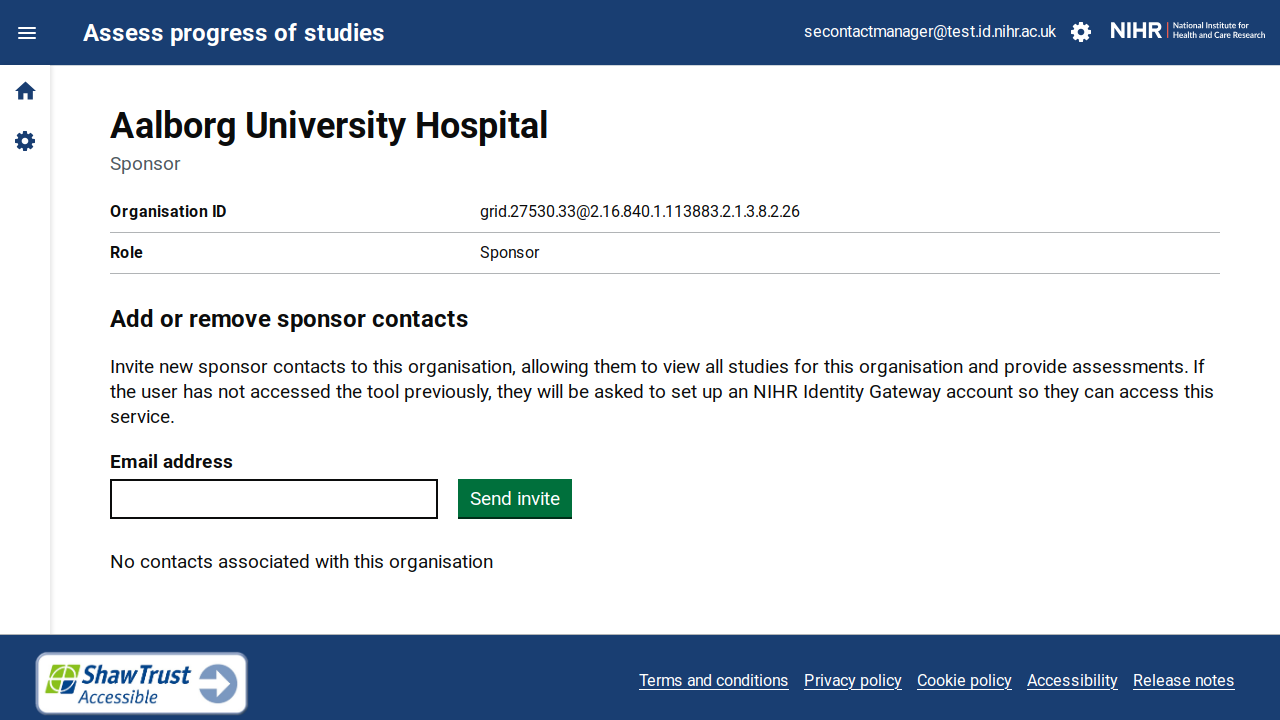 Assess progress of studies
secontactmanager@test.id.nihr.ac.uk
NIHR | National Institute for
Health and Care Research
Aalborg University Hospital
Sponsor
Organisation ID grid.27530.33@2.16.840.1.113883.2.1.3.8.2.26
Role Sponsor
Add or remove sponsor contacts
Invite new sponsor contacts to this organisation, allowing them to view all studies for this organisation and provide assessments. If
the user has not accessed the tool previously, they will be asked to set up an NIHR Identity Gateway account so they can access this
service.
Email address
Send invite
No contacts associated with this organisation
ShawTrust
Accessible
Terms and conditions Privacy policy Cookie policy Accessibility Release notes